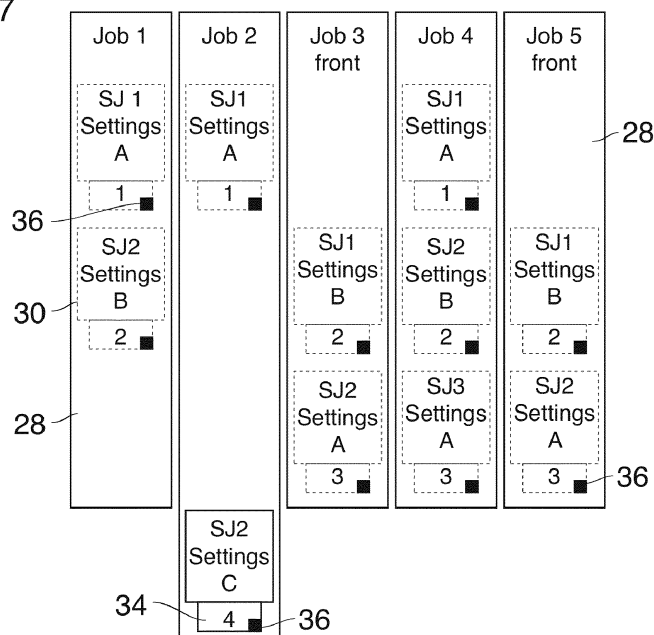 7
Job 1
Job 2
Job 3
front
Job 4
Job 5
front
SJ 1
Settings
A
1
SJ1
Settings
A
1
SJ1
Settings
A
1
28
36
SJ2
Settings
B
2
SJ1
Settings
B
2
SJ2
Settings
B
2
SJ1
Settings
B
2
30
28
SJ2
Settings
A
3
SJ3
Settings
A
3
SJ2
Settings
A
3
36
SJ2
Settings
C
4
34
36